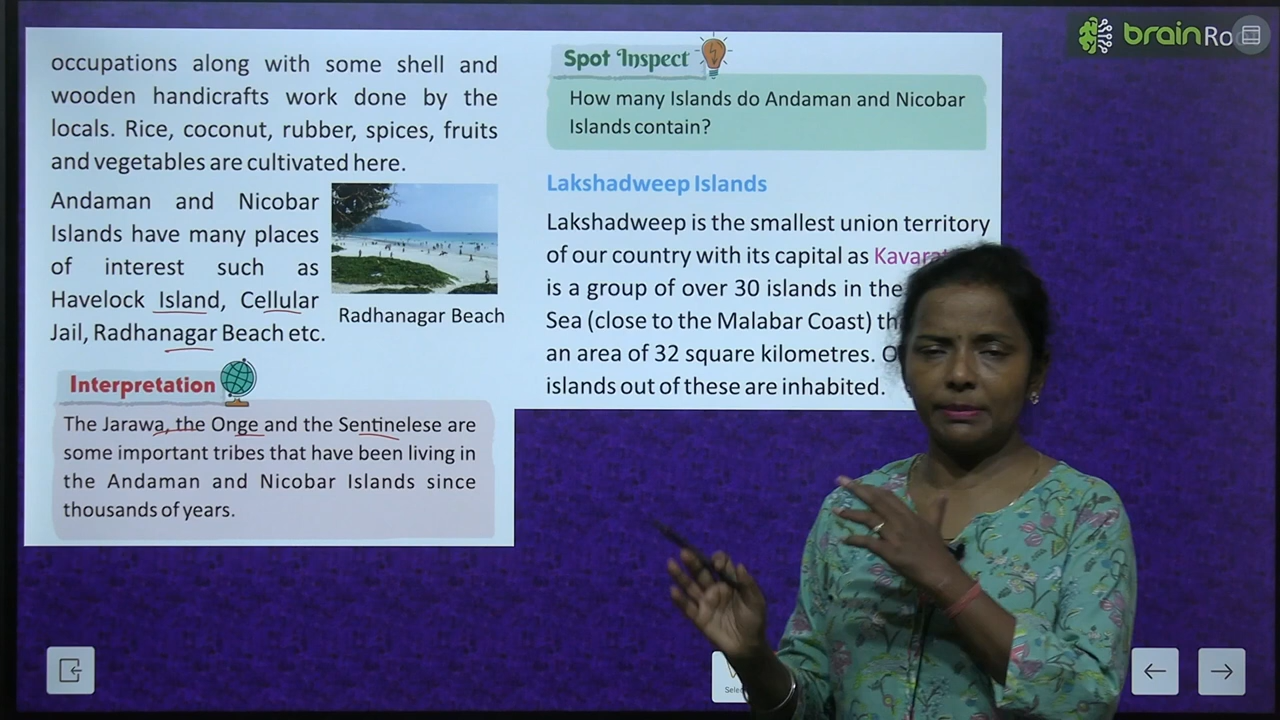 occupations along with some shell and
wooden handicrafts work done by the
locals. Rice, coconut, rubber, spices, fruits
and vegetables are cultivated here.
Andaman and Nicobar
Islands have many places
of interest such as
Havelock Island, Cellular
Jail, Radhanagar Beach etc.
Radhanagar Beach
Interpretation
The Jarawa, the Onge and the Sentinelese are
some important tribes that have been living in
the Andaman and Nicobar Islands since
thousands of years.
Spot Inspect
How many Islands do Andaman and Nicobar
Islands contain?
Lakshadweep Islands
Lakshadweep is the smallest union territory
of our country with its capital as
is a group of over 30 islands in the
Sea (close to the Malabar Coast)
an area of 32 square kilometres.
islands out of these are inhabited.
brain